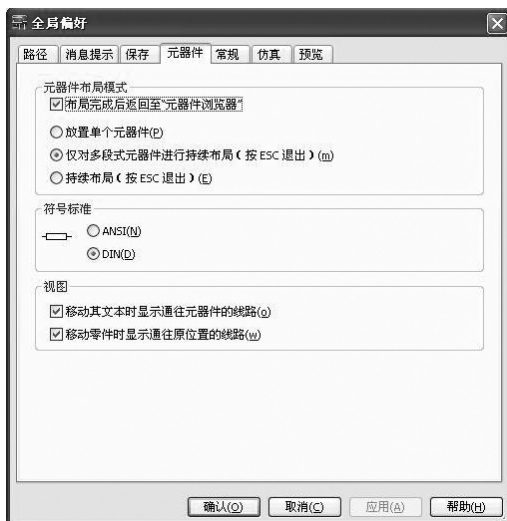 全局偏好
路径 消息提示 保存 元器件 常规 仿真 预览
元器件布局模式
布局完成后返回至"元器件浏览器"
放置单个元器件(P)
仅对多段式元器件进行持续布局(按ESC退出)(m)
持续布局(按ESC退出)(E)
符号标准
ANSI(N)
DIN(D)
视图
移动其文本时显示通往元器件的线路(o)
移动零件时显示通往原位置的线路(w)
确认(O) 取消(C) 应用(A) 帮助(H)